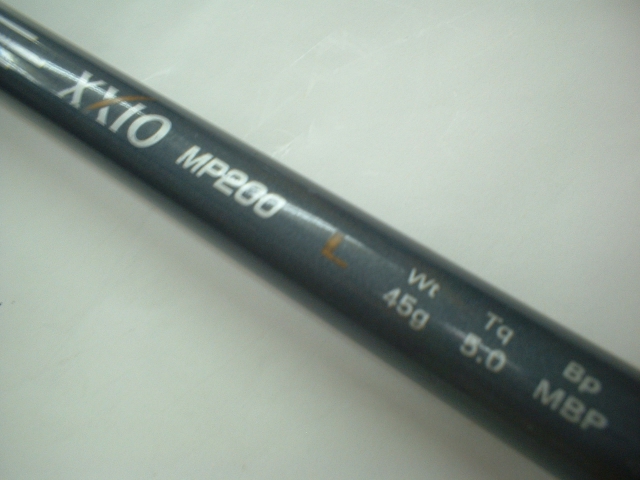 XXIO MP200 L
Wt Tq Bp
45g 5.0 MBP